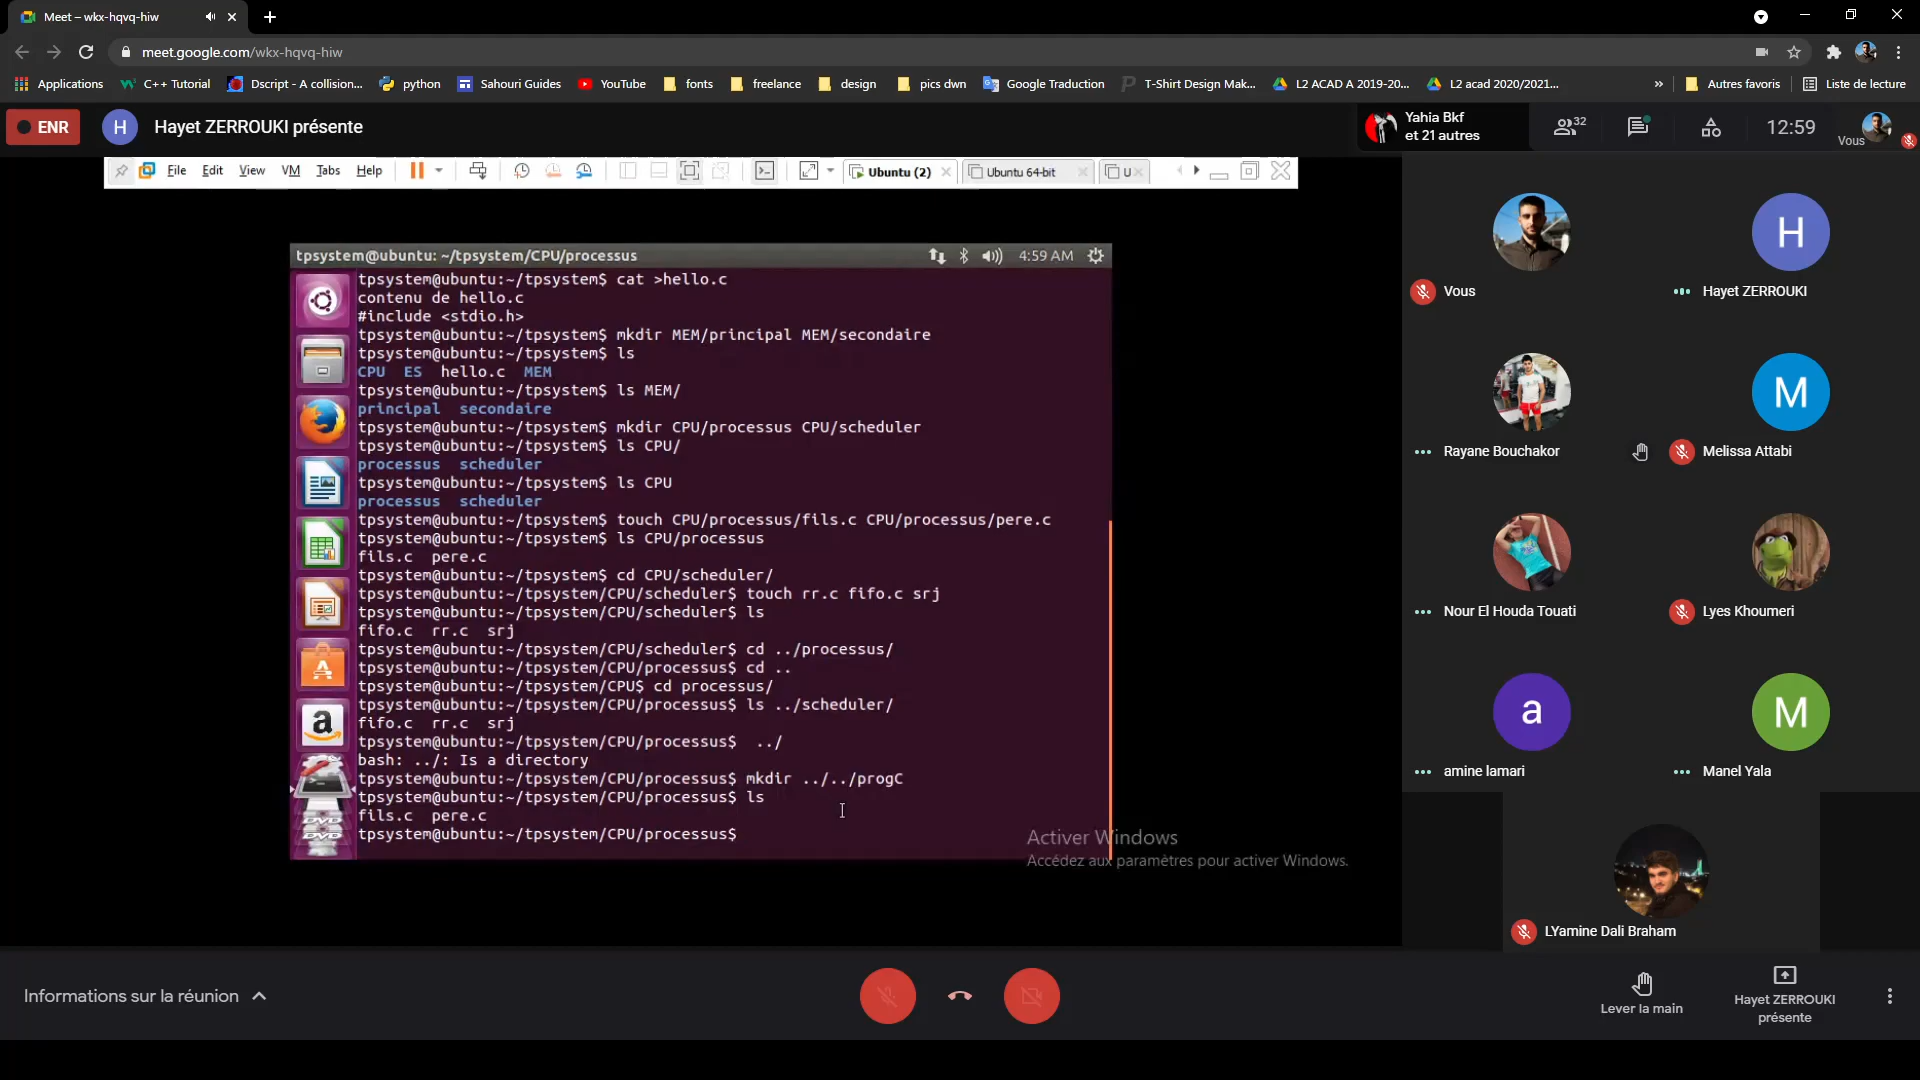 Meet – wkx-hqvq-hiw
meet.google.com/wkx-hqvq-hiw
Applications
C++ Tutorial
Dscript - A collision...
python
Sahouri Guides
YouTube
fonts
freelance
design
pics dwn
Google Traduction
T-Shirt Design Mak...
L2 ACAD A 2019-20...
L2 acad 2020/2021...
»
Autres favoris
Liste de lecture
ENR
H
Hayet ZERROUKI présente
Yahia Bkf
et 21 autres
32
12:59
Vous
File Edit View VM Tabs Help
Ubuntu (2)
Ubuntu 64-bit
U
tpsystem@ubuntu: ~/tpsystem/CPU/processus
4:59 AM
tpsystem@ubuntu:~/tpsystem$ cat >hello.c
contenu de hello.c
#include <stdio.h>
tpsystem@ubuntu:~/tpsystem$ mkdir MEM/principal MEM/secondaire
tpsystem@ubuntu:~/tpsystem$ ls
CPU ES hello.c MEM
tpsystem@ubuntu:~/tpsystem$ ls MEM/
principal secondaire
tpsystem@ubuntu:~/tpsystem$ mkdir CPU/processus CPU/scheduler
tpsystem@ubuntu:~/tpsystem$ ls CPU/
processus scheduler
tpsystem@ubuntu:~/tpsystem$ ls CPU
processus scheduler
tpsystem@ubuntu:~/tpsystem$ touch CPU/processus/fils.c CPU/processus/pere.c
tpsystem@ubuntu:~/tpsystem$ ls CPU/processus
fils.c pere.c
tpsystem@ubuntu:~/tpsystem$ cd CPU/scheduler/
tpsystem@ubuntu:~/tpsystem/CPU/scheduler$ touch rr.c fifo.c srj
tpsystem@ubuntu:~/tpsystem/CPU/scheduler$ ls
fifo.c rr.c srj
tpsystem@ubuntu:~/tpsystem/CPU/scheduler$ cd ../processus/
tpsystem@ubuntu:~/tpsystem/CPU/processus$ cd ..
tpsystem@ubuntu:~/tpsystem/CPU$ cd processus/
tpsystem@ubuntu:~/tpsystem/CPU/processus$ ls ../scheduler/
fifo.c rr.c srj
tpsystem@ubuntu:~/tpsystem/CPU/processus$ ../
bash: ../: Is a directory
tpsystem@ubuntu:~/tpsystem/CPU/processus$ mkdir ../../progC
tpsystem@ubuntu:~/tpsystem/CPU/processus$ ls
fils.c pere.c
tpsystem@ubuntu:~/tpsystem/CPU/processus$
DVD
DVD
Activer Windows
Accédez aux paramètres pour activer Windows.
Vous
H
Hayet ZERROUKI
Rayane Bouchakor
M
Melissa Attabi
Nour El Houda Touati
Lyes Khoumeri
a
amine lamari
M
Manel Yala
LYamine Dali Braham
Informations sur la réunion
Lever la main
Hayet ZERROUKI
présente